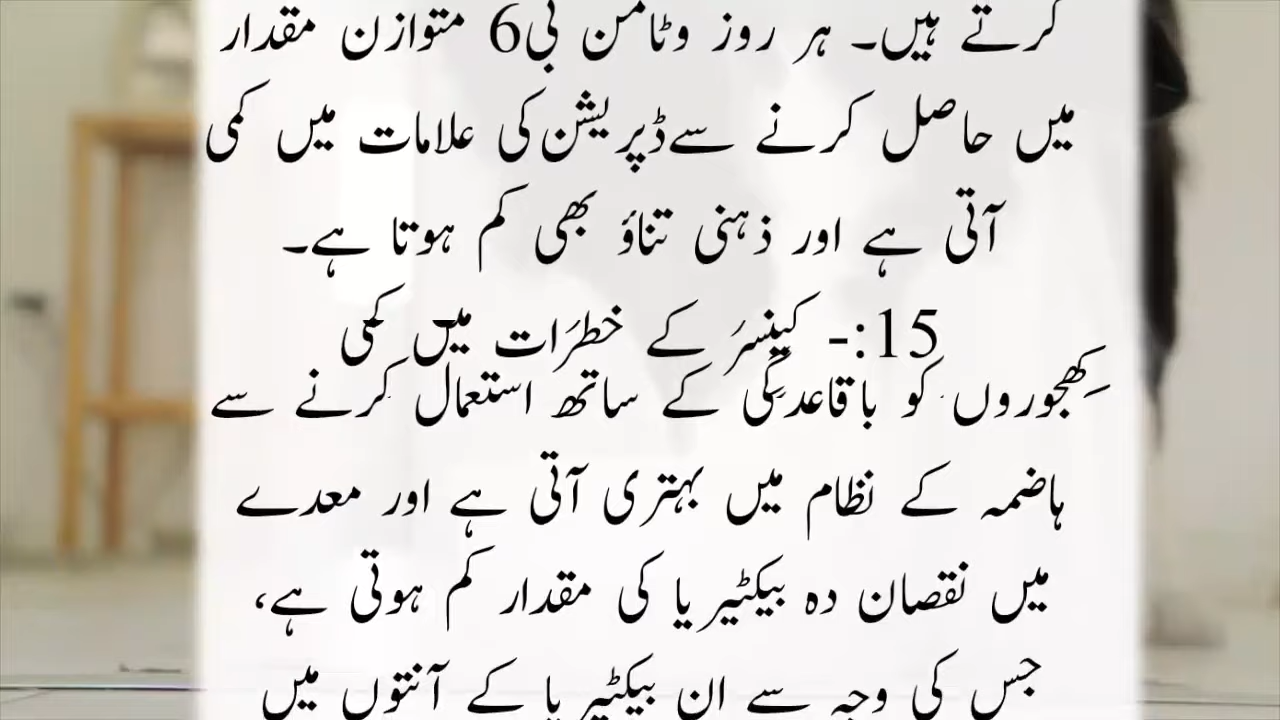 کرتے ہیں۔ ہر روز وٹامن بی6 متوازن مقدار
میں حاصل کرنے سےڈپریشن کی علامات میں کمی
آتی ہے اور ذہنی تناؤ بھی کم ہوتا ہے۔
15:- کینسر کے خطرات میں کمی
کھجوروں کو باقاعدگی کے ساتھ استعمال کرنے سے
ہاضمہ کے نظام میں بہتری آتی ہے اور معدے
میں نقصان دہ بیکٹیریا کی مقدار کم ہوتی ہے،
جس کی وجہ سے ان بیکٹیریا کے آنتوں میں